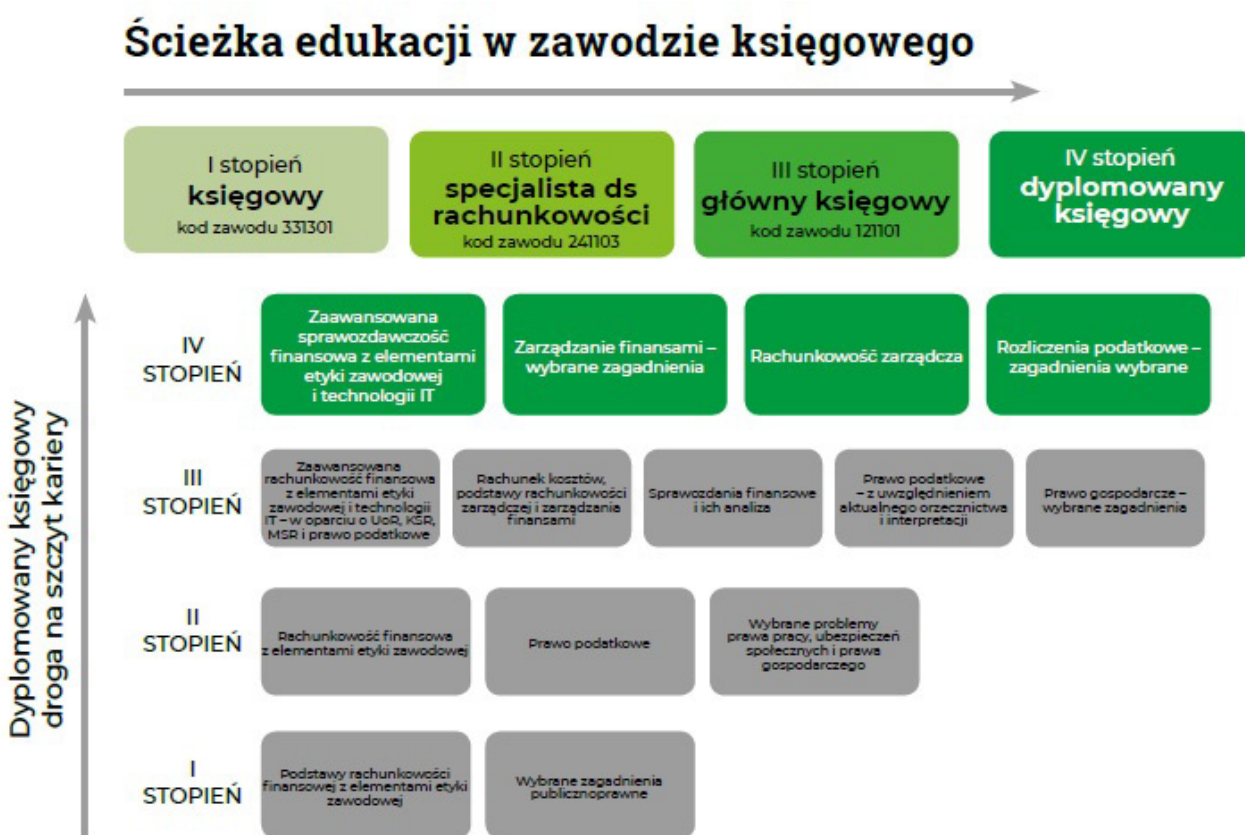 Ścieżka edukacji w zawodzie księgowego
I stopień
księgowy
kod zawodu 331301
II stopień
specjalista ds
rachunkowości
kod zawodu 241103
III stopień
główny księgowy
kod zawodu 121101
IV stopień
dyplomowany
księgowy
Dyplomowany księgowy
droga na szczyt kariery
IV
STOPIEŃ
Zaawansowana
sprawozdawczość
finansowa z elementami
etyki zawodowej
i technologii IT
Zarządzanie finansami –
wybrane zagadnienia
Rachunkowość zarządcza
Rozliczenia podatkowe –
zagadnienia wybrane
III
STOPIEŃ
Zaawansowana
rachunkowość finansowa
z elementami etyki
zawodowej i technologii
IT – w oparciu o UoR, KSR,
MSR i prawo podatkowe
Rachunek kosztów,
podstawy rachunkowości
zarządczej i zarządzania
finansami
Sprawozdania finansowe
i ich analiza
Prawo podatkowe
– z uwzględnieniem
aktualnego orzecznictwa
i interpretacji
Prawo gospodarcze –
wybrane zagadnienia
II
STOPIEŃ
Rachunkowość finansowa
z elementami etyki zawodowej
Prawo podatkowe
Wybrane problemy
prawa pracy, ubezpieczeń
społecznych i prawa
gospodarczego
I
STOPIEŃ
Podstawy rachunkowości
finansowej z elementami etyki
zawodowej
Wybrane zagadnienia
publicznoprawne